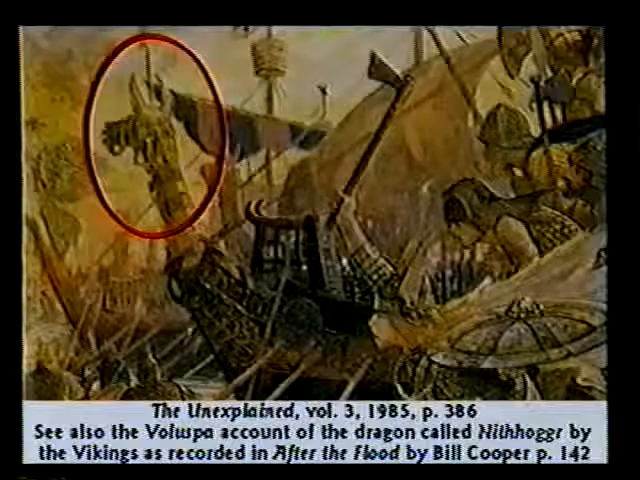 The Unexplained, vol. 3, 1985, p. 386
See also the Voluspa account of the dragon called Nithhoggr by
the Vikings as recorded in After the Flood by Bill Cooper p. 142